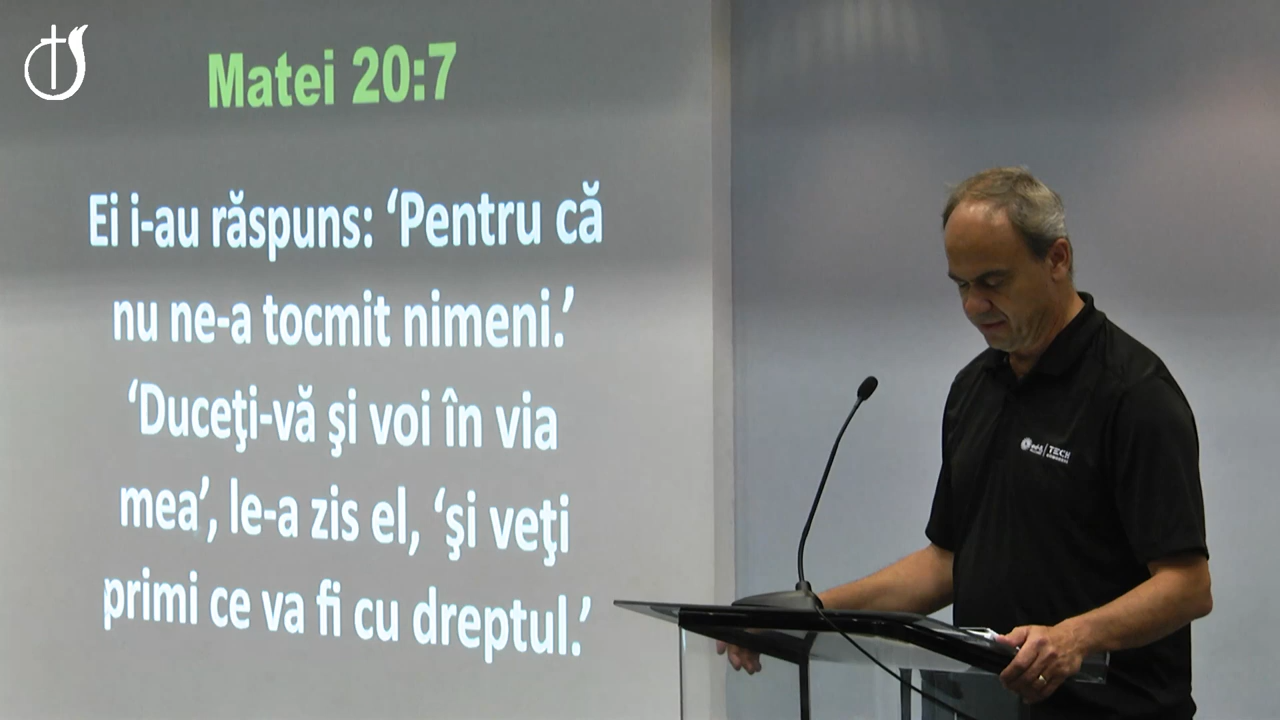 Matei 20:7
Ei i-au răspuns: ‘Pentru că
nu ne-a tocmit nimeni.’
‘Duceţi-vă şi voi în via
mea’, le-a zis el, ‘şi veţi
primi ce va fi cu dreptul.’
TECH